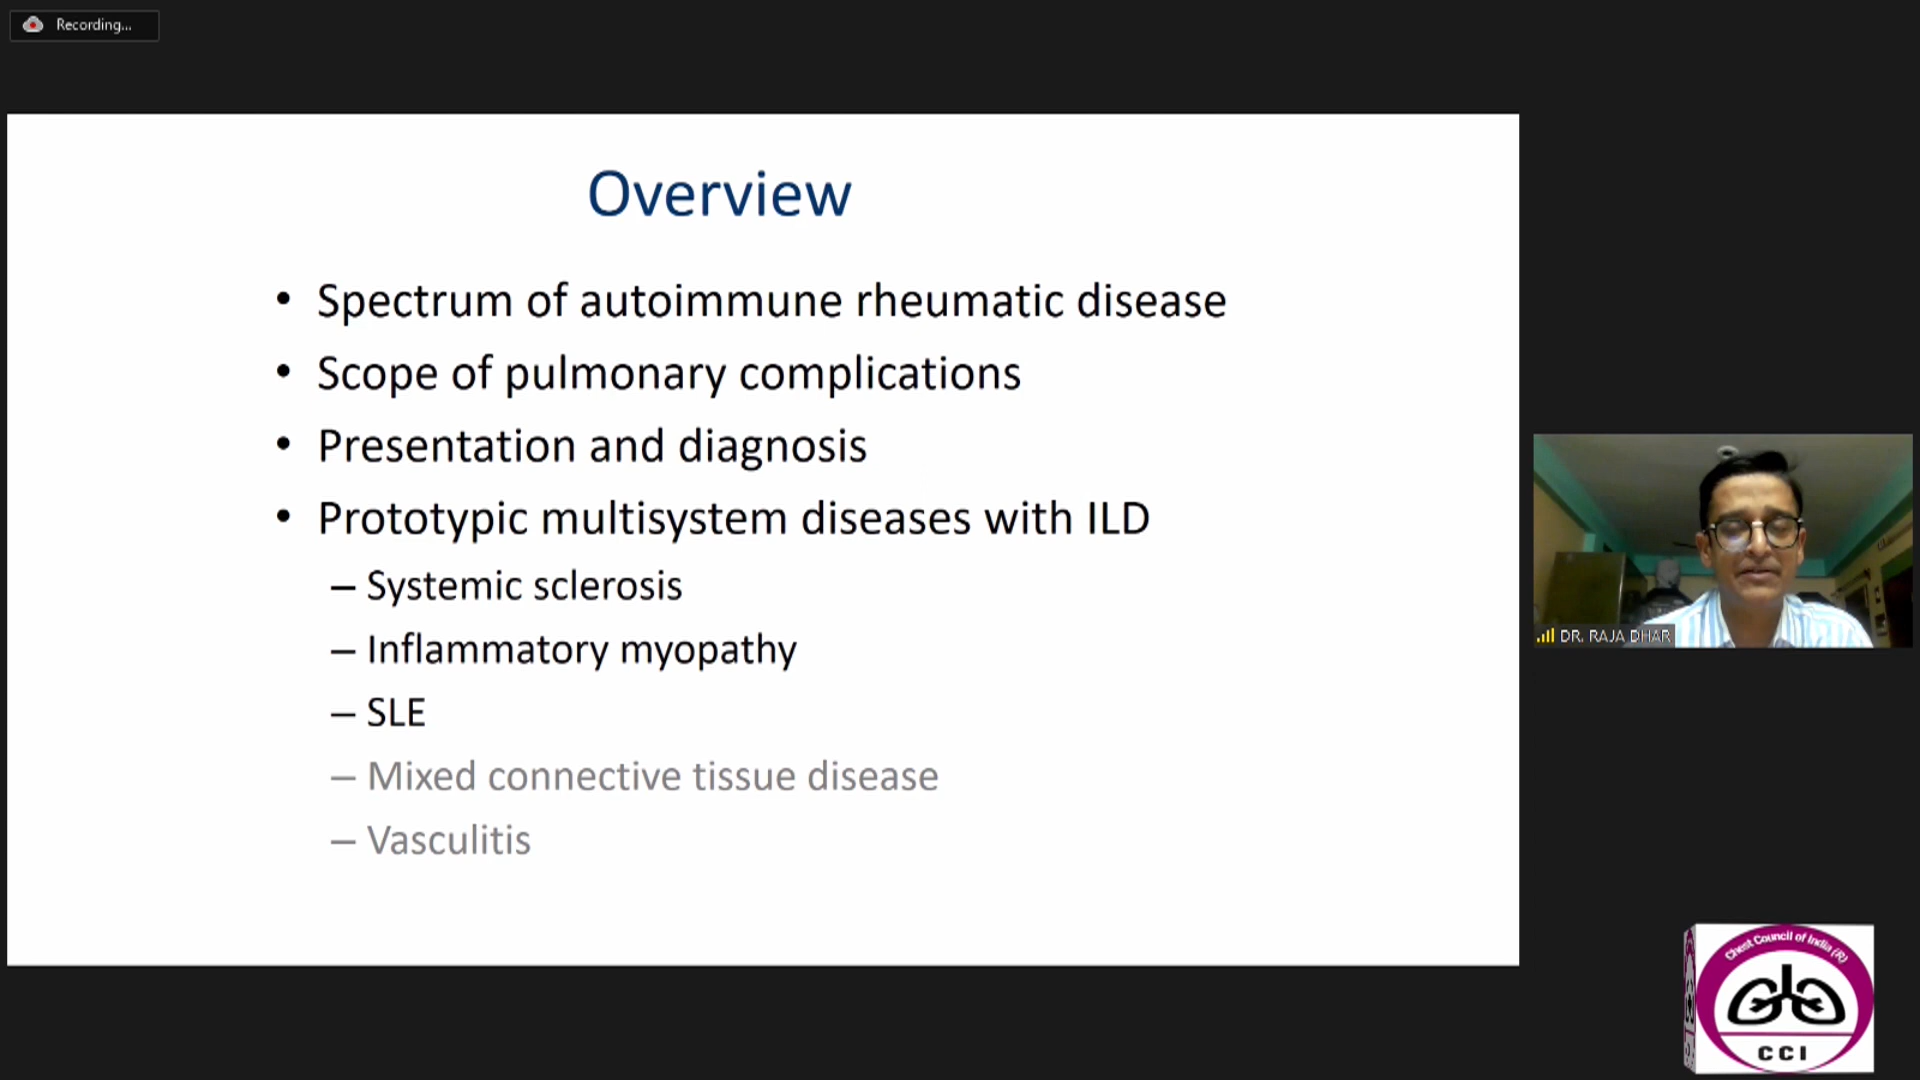 Recording...
Overview
• Spectrum of autoimmune rheumatic disease
• Scope of pulmonary complications
• Presentation and diagnosis
• Prototypic multisystem diseases with ILD
– Systemic sclerosis
– Inflammatory myopathy
– SLE
– Mixed connective tissue disease
– Vasculitis
DR. RAJA DHAR
Chest Council of India (R)
CCI